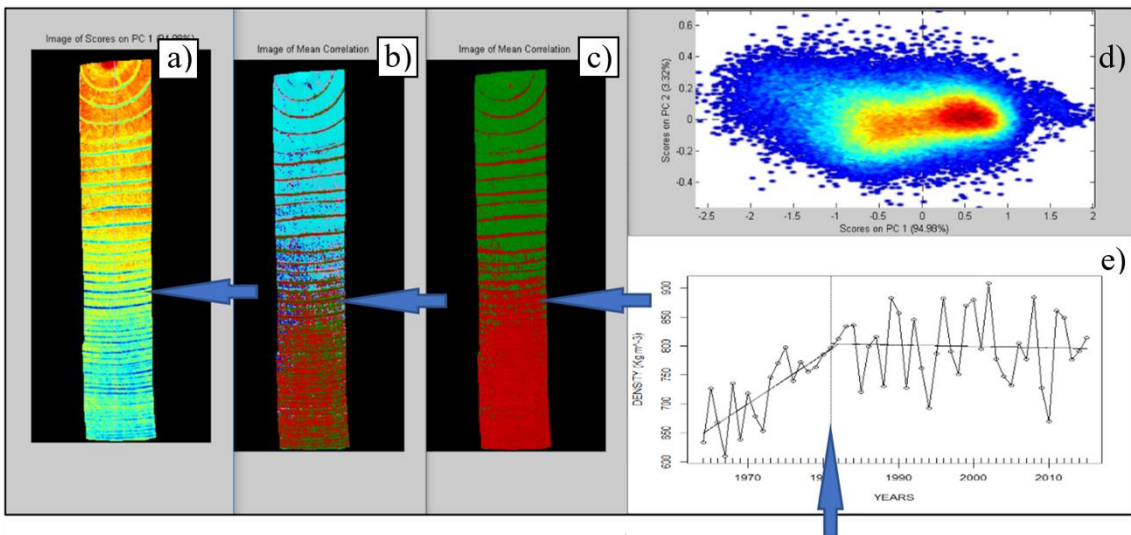 Image of Scores on PC 1 (94.98%)
a)
Image of Mean Correlation
b)
Image of Mean Correlation
c)
d)
Scores on PC 2 (3.32%)
0.6
0.4
0.2
0
-0.2
-0.4
-2.5 -2 -1.5 -1 -0.5 0 0.5 1 1.5 2
Scores on PC 1 (94.98%)
e)
DENSITY (Kg m^-3)
900
850
800
750
700
650
600
1970 1990 2000 2010
YEARS